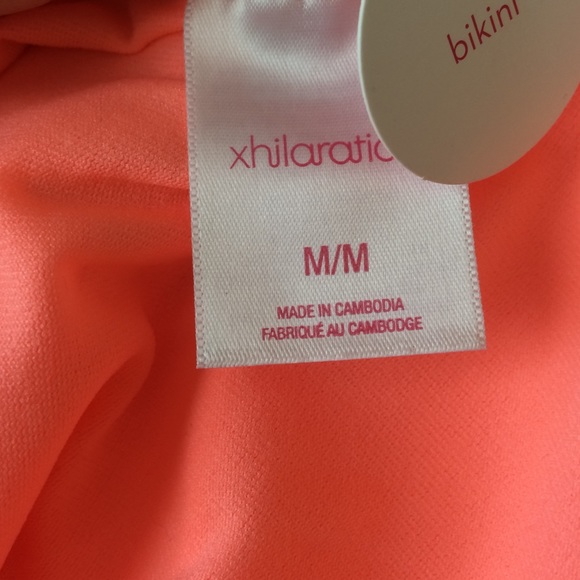 bikini
xhilaratio
M/M
MADE IN CAMBODIA
FABRIQUÉ AU CAMBODGE